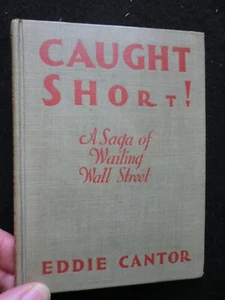 CAUGHT
SHORT!
A Saga of
Wailing
Wall Street
EDDIE CANTOR